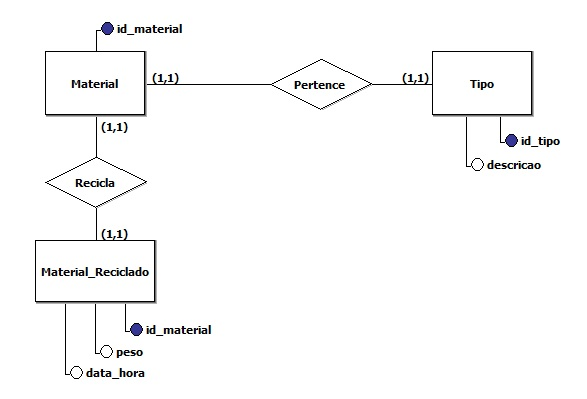 id_material
Material
(1,1)
Pertence
(1,1)
Tipo
(1,1)
id_tipo
descricao
Recicla
(1,1)
Material_Reciclado
id_material
peso
data_hora